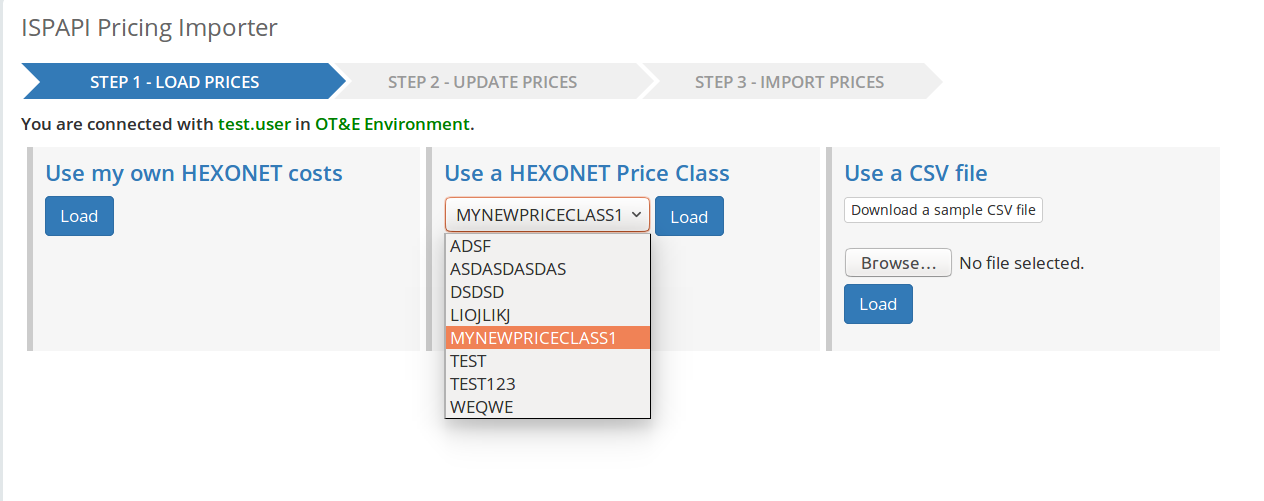 ISPAPI Pricing Importer
STEP 1 - LOAD PRICES
STEP 2 - UPDATE PRICES
STEP 3 - IMPORT PRICES
You are connected with test.user in OT&E Environment.
Use my own HEXONET costs
Load
Use a HEXONET Price Class
MYNEWPRICECLASS1
Load
ADSF
ASDASDASDAS
DSDSD
LIOJLIKJ
MYNEWPRICECLASS1
TEST
TEST123
WEQWE
Use a CSV file
Download a sample CSV file
Browse... No file selected.
Load